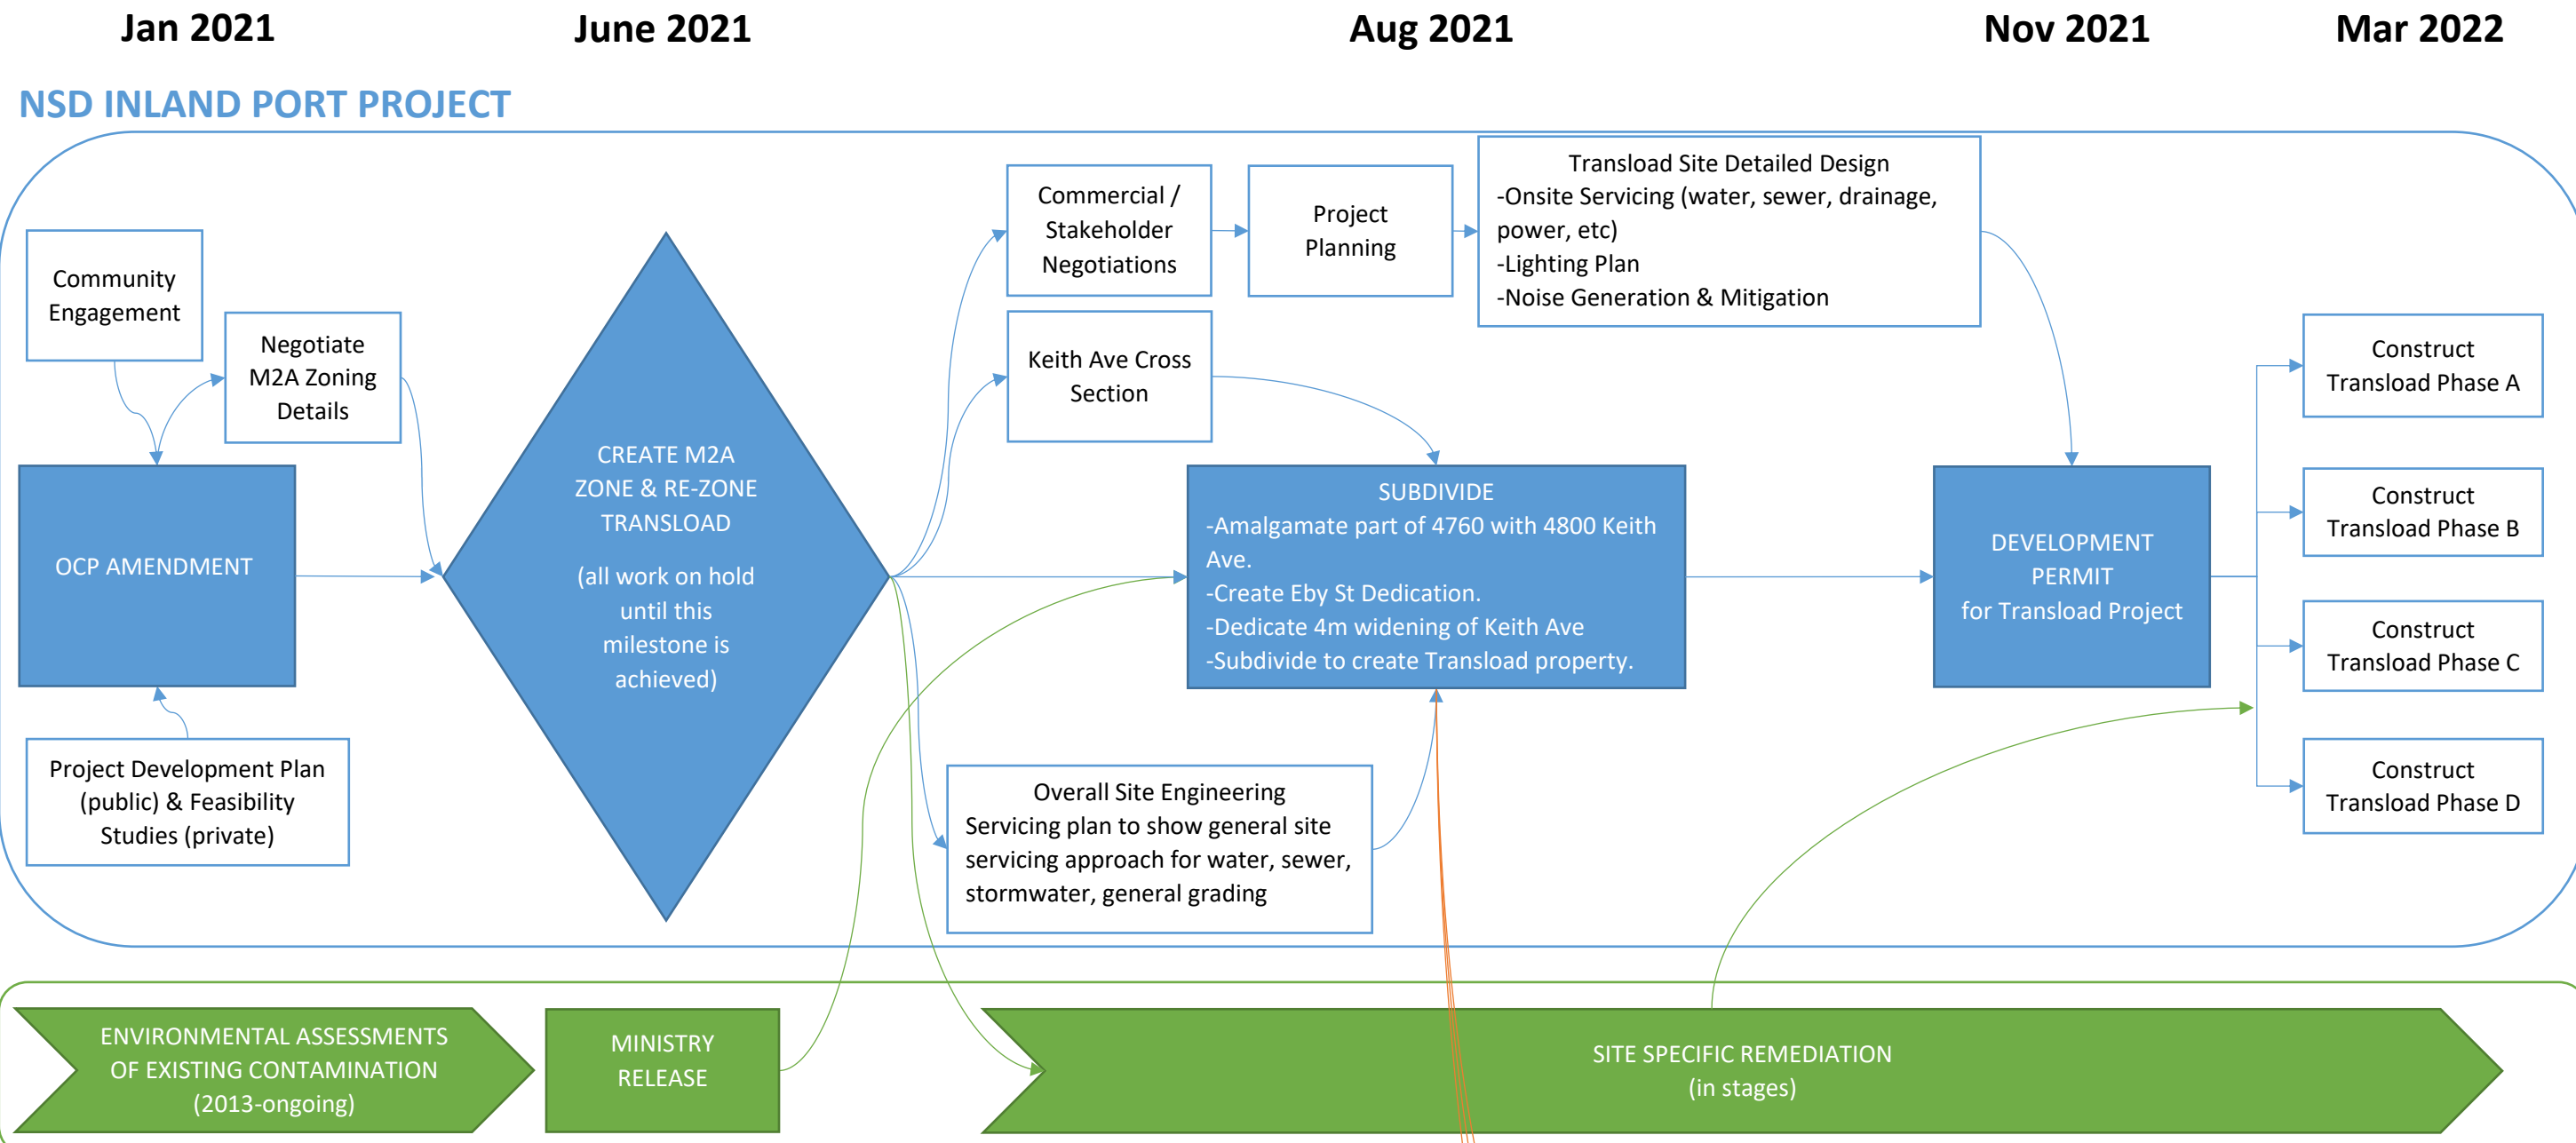 Jan 2021
June 2021
Aug 2021
Nov 2021
Mar 2022
NSD INLAND PORT PROJECT
Community
Engagement
Negotiate
M2A Zoning
Details
OCP AMENDMENT
Project Development Plan
(public) & Feasibility
Studies (private)
CREATE M2A
ZONE & RE-ZONE
TRANSLOAD
(all work on hold
until this
milestone is
achieved)
Commercial /
Stakeholder
Negotiations
Project
Planning
Transload Site Detailed Design
-Onsite Servicing (water, sewer, drainage,
power, etc)
-Lighting Plan
-Noise Generation & Mitigation
Keith Ave Cross
Section
SUBDIVIDE
-Amalgamate part of 4760 with 4800 Keith
Ave.
-Create Eby St Dedication.
-Dedicate 4m widening of Keith Ave
-Subdivide to create Transload property.
Overall Site Engineering
Servicing plan to show general site
servicing approach for water, sewer,
stormwater, general grading
DEVELOPMENT
PERMIT
for Transload Project
Construct
Transload Phase A
Construct
Transload Phase B
Construct
Transload Phase C
Construct
Transload Phase D
ENVIRONMENTAL ASSESSMENTS
OF EXISTING CONTAMINATION
(2013-ongoing)
MINISTRY
RELEASE
SITE SPECIFIC REMEDIATION
(in stages)